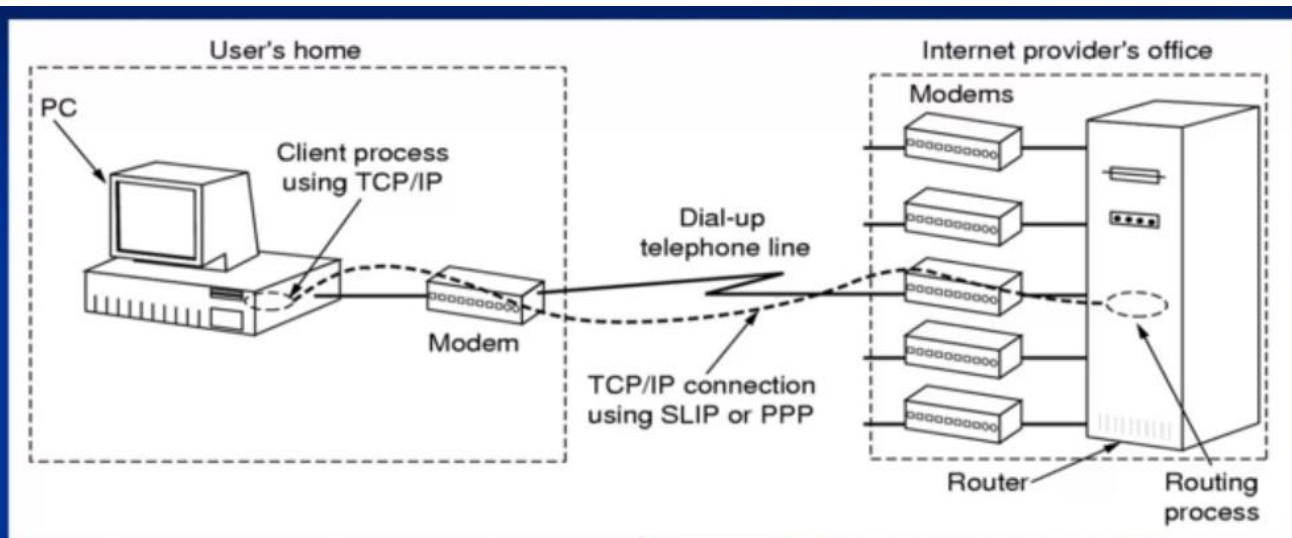 User's home
Internet provider's office
PC
Modems
Client process
using TCP/IP
Dial-up
telephone line
Modem
TCP/IP connection
using SLIP or PPP
Router
Routing
process